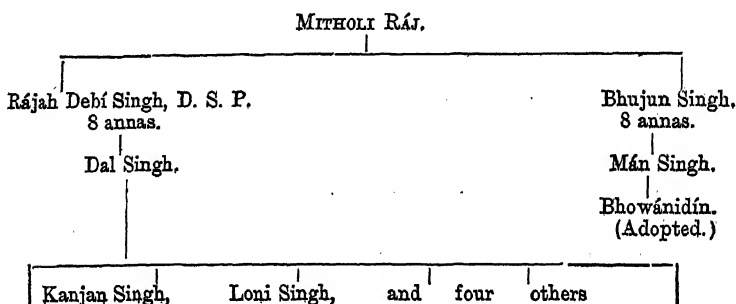 MITHOLI RÁJ.
Rájah Debí Singh, D. S. P. Bhujun Singh.
8 annas. 8 annas.
Dal Singh. Mán Singh.
Bhowánidín.
(Adopted.)
Kanjan Singh, Loni Singh, and four others